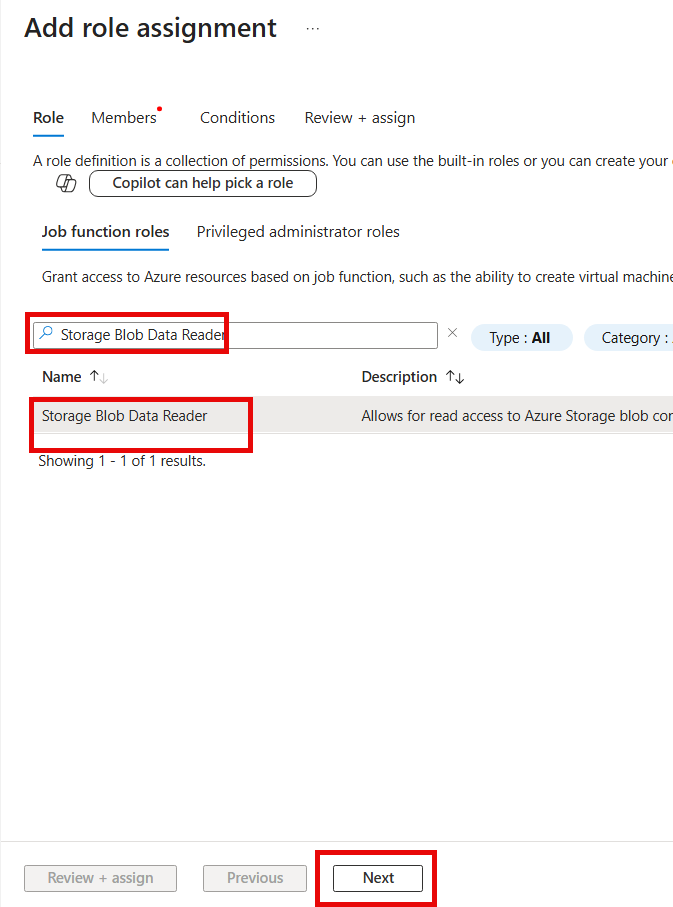 Add role assignment ...
Role Members Conditions Review + assign
A role definition is a collection of permissions. You can use the built-in roles or you can create your
Copilot can help pick a role
Job function roles Privileged administrator roles
Grant access to Azure resources based on job function, such as the ability to create virtual machine
Storage Blob Data Reader Type : All Category :
Name ↑↓ Description ↑↓
Storage Blob Data Reader Allows for read access to Azure Storage blob con
Showing 1 - 1 of 1 results.
Review + assign Previous Next